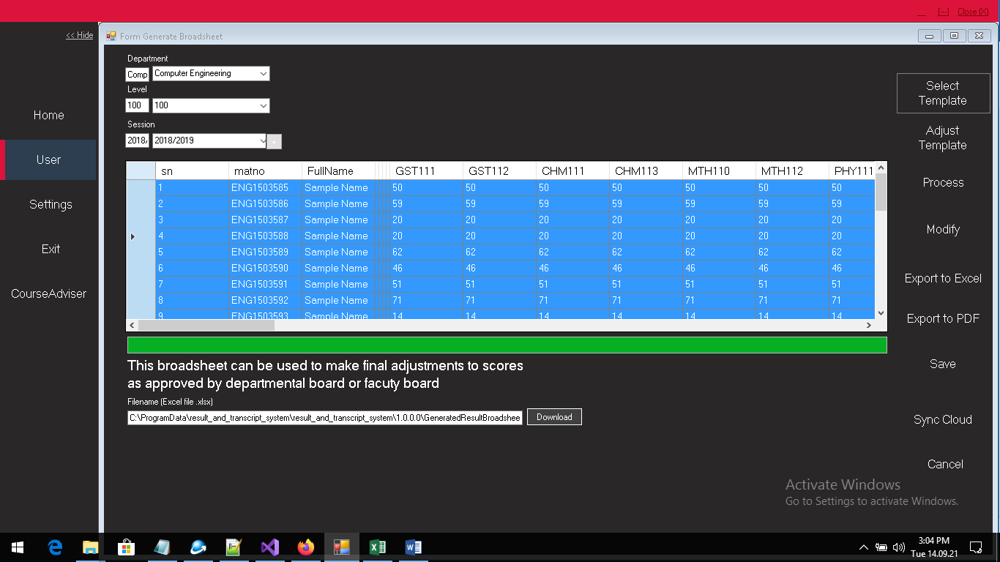 Close [X]
<< Hide
Form Generate Broadsheet
Department
Comp Computer Engineering
Level
100 100
Session
2018/ 2018/2019 +
Home
User
Settings
Exit
CourseAdviser
sn matno FullName GST111 GST112 CHM111 CHM113 MTH110 MTH112 PHY111
1 ENG1503585 Sample Name 50 50 50 50 50 50 50
2 ENG1503586 Sample Name 59 59 59 59 59 59 59
3 ENG1503587 Sample Name 20 20 20 20 20 20 20
4 ENG1503588 Sample Name 20 20 20 20 20 20 20
5 ENG1503589 Sample Name 62 62 62 62 62 62 62
6 ENG1503590 Sample Name 46 46 46 46 46 46 46
7 ENG1503591 Sample Name 51 51 51 51 51 51 51
8 ENG1503592 Sample Name 71 71 71 71 71 71 71
9 ENG1503593 Sample Name 14 14 14 14 14 14 14
This broadsheet can be used to make final adjustments to scores
as approved by departmental board or facuty board
Filename (Excel file .xlsx)
C:\ProgramData\result_and_transcript_system\result_and_transcript_system\1.0.0.0\GeneratedResultBroadshee
Download
Select
Template
Adjust
Template
Process
Modify
Export to Excel
Export to PDF
Save
Sync Cloud
Cancel
Activate Windows
Go to Settings to activate Windows.
3:04 PM
Tue 14.09.21